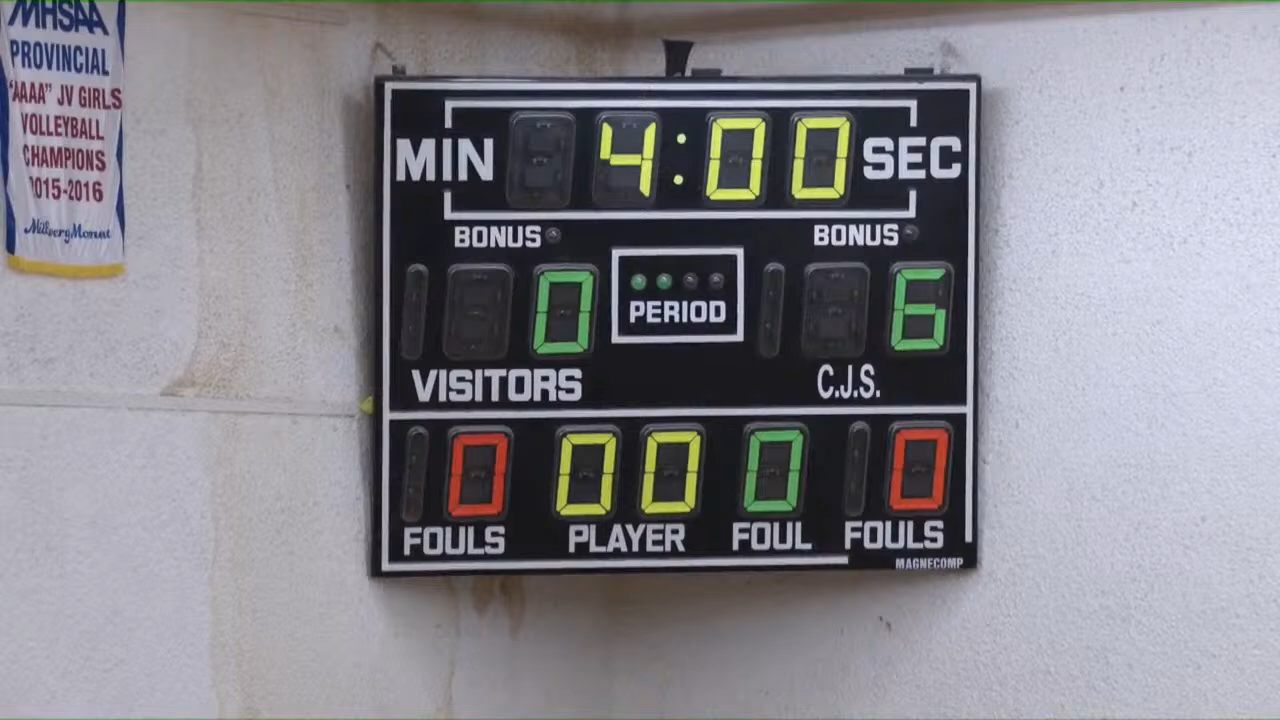 MHSAA
PROVINCIAL
"AAAA" JV GIRLS
VOLLEYBALL
CHAMPIONS
2015-2016
MIN 4:00 SEC
BONUS BONUS
0 PERIOD 6
VISITORS C.J.S.
0 00 0 0
FOULS PLAYER FOUL FOULS
MAGNECOMP